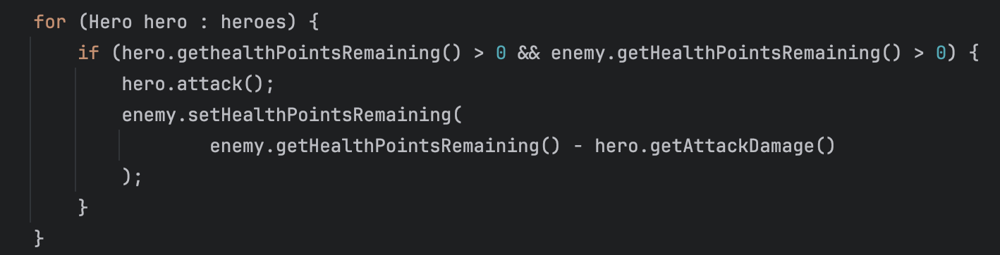 for (Hero hero : heroes) {
if (hero.gethealthPointsRemaining() > 0 && enemy.getHealthPointsRemaining() > 0) {
hero.attack();
enemy.setHealthPointsRemaining(
enemy.getHealthPointsRemaining() - hero.getAttackDamage()
);
}
}